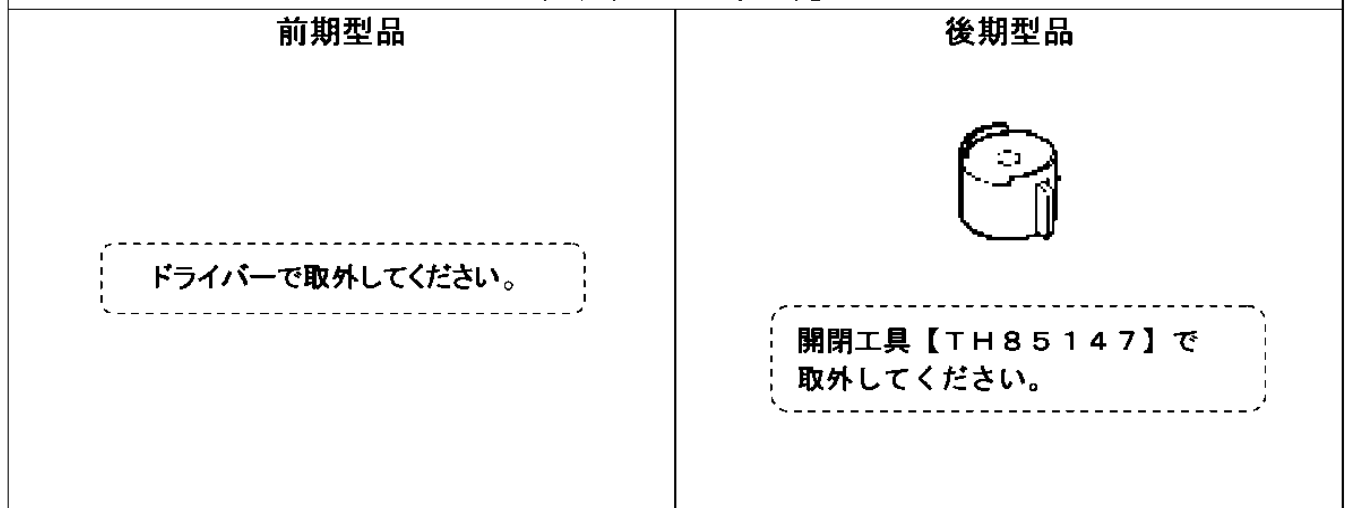 前期型品
後期型品
ドライバーで取外してください。
開閉工具【ＴＨ８５１４７】で
取外してください。